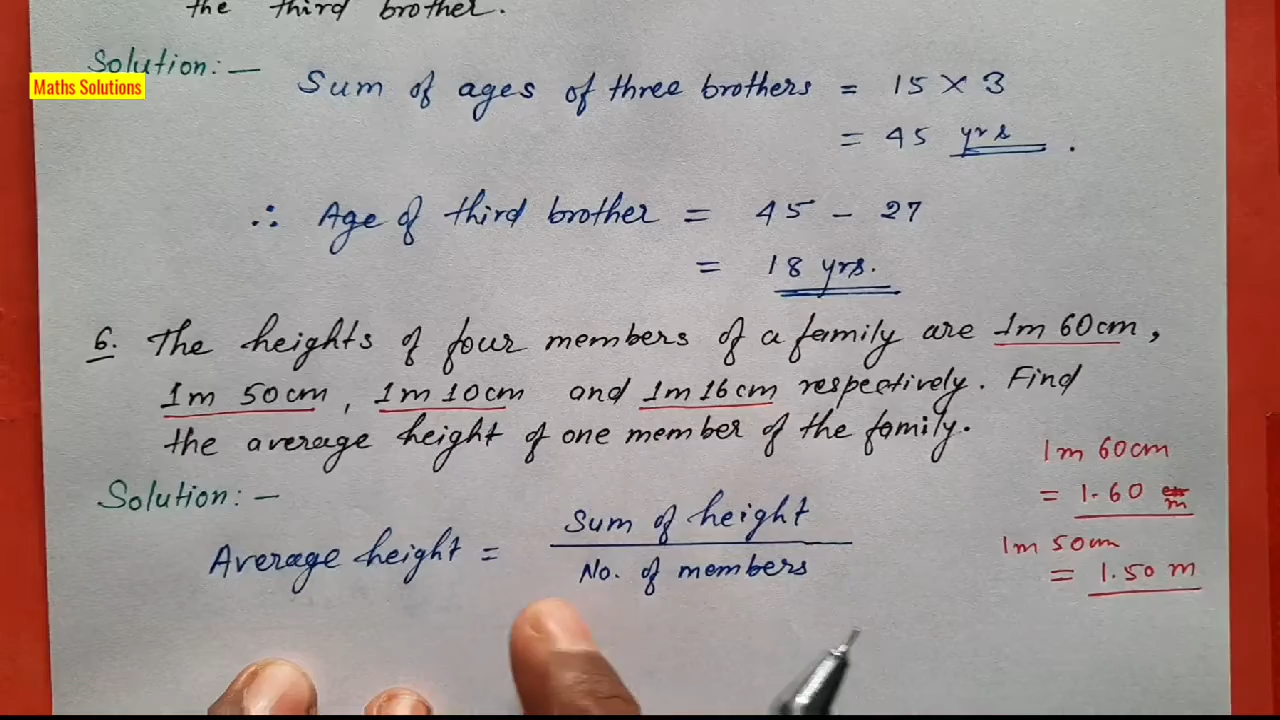 the third brother.
Solution:—
Maths Solutions
Sum of ages of three brothers = 15 × 3
= 45 yrs.
∴ Age of third brother = 45 - 27
= 18 yrs.
6. The heights of four members of a family are 1m 60cm,
1m 50cm, 1m 10cm and 1m 16cm respectively. Find
the average height of one member of the family.
Solution:—
Average height = Sum of height
No. of members
1m 60cm
= 1.60 m
1m 50cm
= 1.50 m